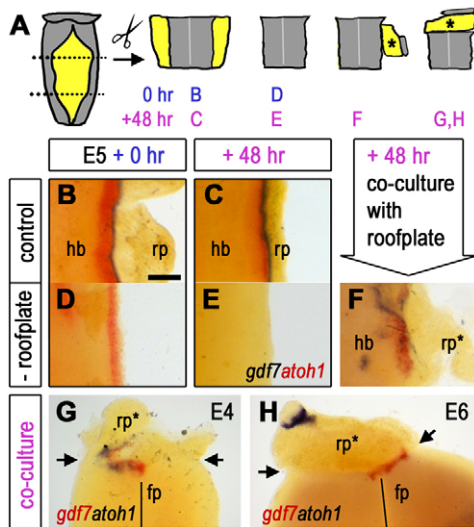 A
*
*
0 hr B D
+48 hr C E F G,H
E5 + 0 hr
+ 48 hr
+ 48 hr
co-culture
with
roofplate
control
B
hb
rp
C
rp
- roofplate
D
E
gdf7atoh1
F
hb
rp*
co-culture
G
E4
rp*
fp
gdf7atoh1
H
E6
rp*
fp
gdf7atoh1